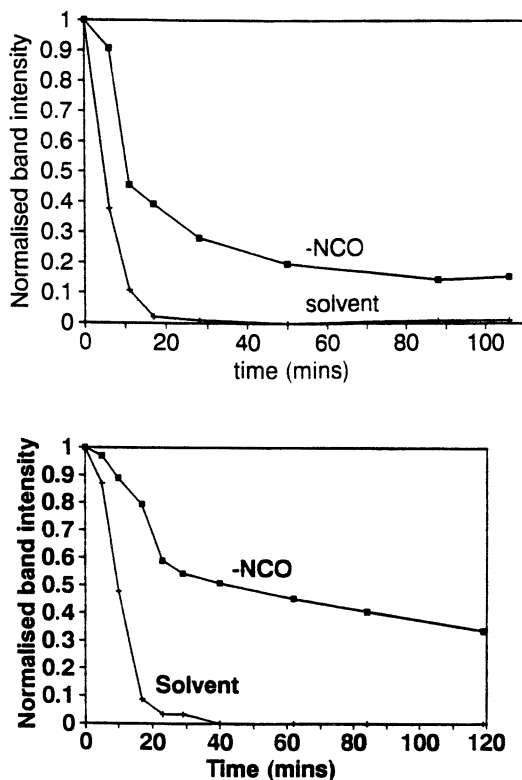 Normalised band intensity
1
0.9
0.8
0.7
0.6
0.5
0.4
0.3
0.2
0.1
0
-NCO
solvent
0 20 40 60 80 100
time (mins)
Normalised band intensity
1
0.9
0.8
0.7
0.6
0.5
0.4
0.3
0.2
0.1
0
-NCO
Solvent
0 20 40 60 80 100 120
Time (mins)